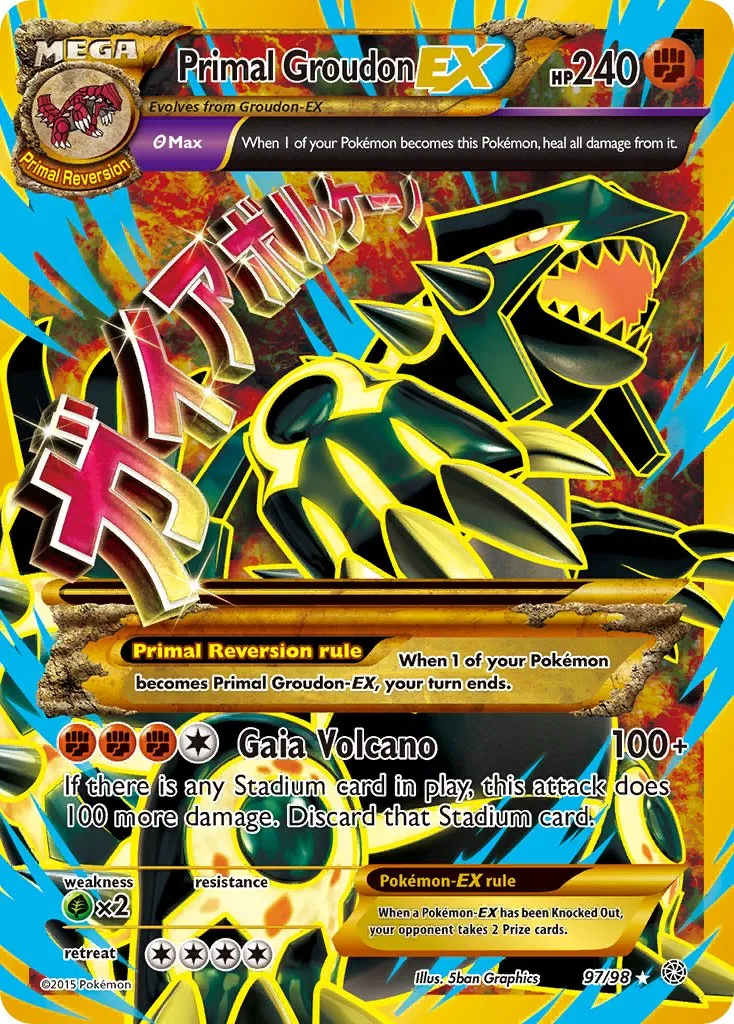 MEGA
Primal Groudon EX
HP240
Evolves from Groudon-EX
Primal Reversion
θ Max
When 1 of your Pokémon becomes this Pokémon, heal all damage from it.
ガイアボルケーノ
Primal Reversion rule
When 1 of your Pokémon
becomes Primal Groudon-EX, your turn ends.
Gaia Volcano 100+
If there is any Stadium card in play, this attack does
100 more damage. Discard that Stadium card.
weakness resistance
×2
Pokémon-EX rule
When a Pokémon-EX has been Knocked Out,
your opponent takes 2 Prize cards.
retreat
©2015 Pokémon
Illus. 5ban Graphics
97/98 ★